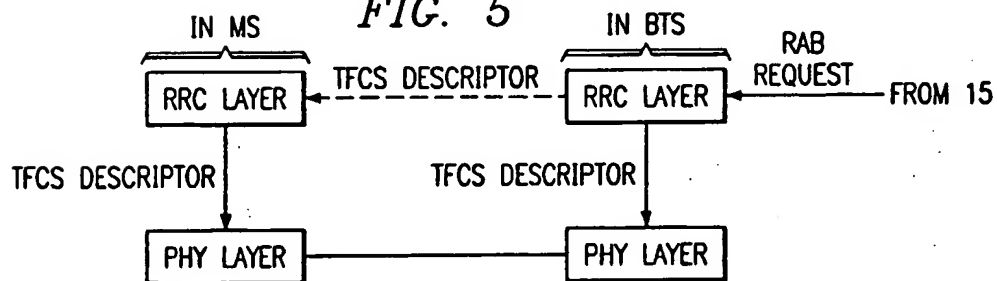 FIG. 5
IN MS
IN BTS
RAB
REQUEST
TFCS DESCRIPTOR
RRC LAYER
RRC LAYER
FROM 15
TFCS DESCRIPTOR
TFCS DESCRIPTOR
PHY LAYER
PHY LAYER